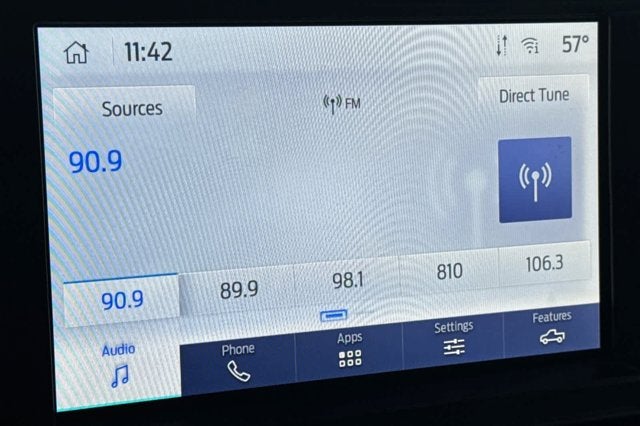 11:42 57°
Sources FM Direct Tune
90.9
90.9 89.9 98.1 810 106.3
Audio Phone Apps Settings Features